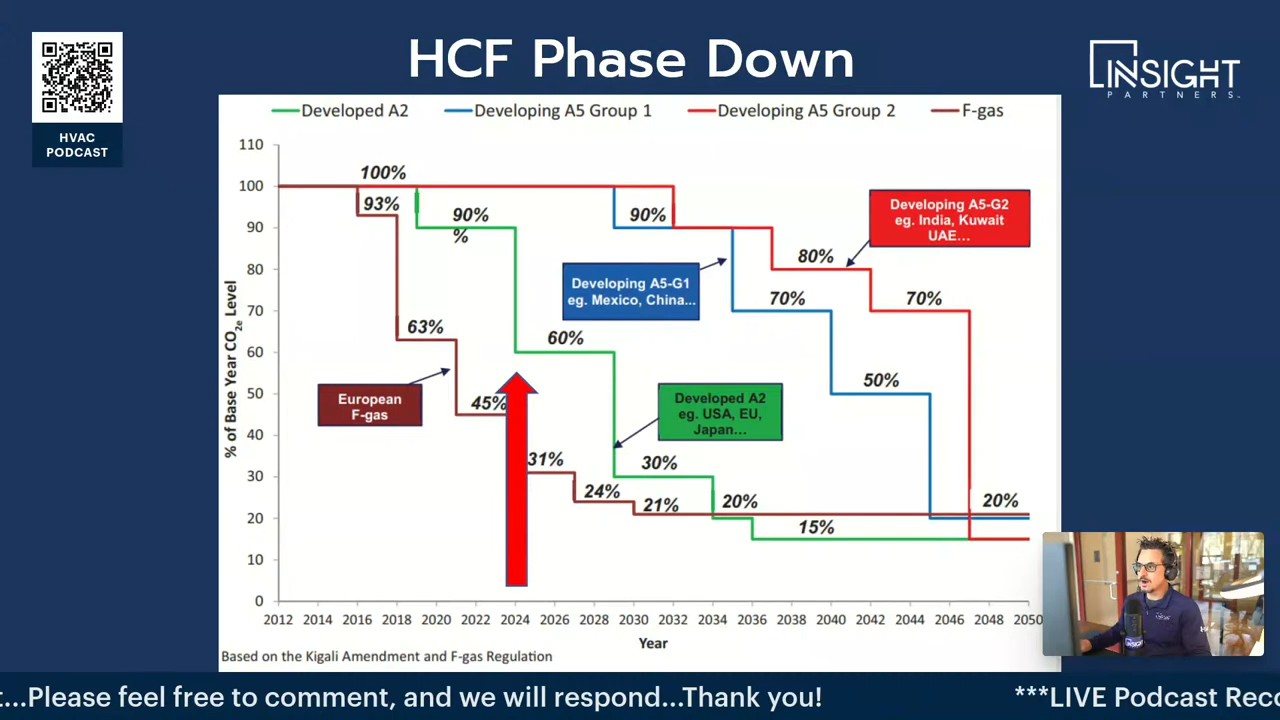 HCF Phase Down
HVAC
PODCAST
INSIGHT
PARTNERS
Developed A2
Developing A5 Group 1
Developing A5 Group 2
F-gas
110
100
90
80
70
60
50
40
30
20
10
0
% of Base Year CO2e Level
100%
93%
90%
%
63%
45%
60%
31%
24%
21%
30%
20%
15%
90%
80%
70%
70%
50%
20%
Developing A5-G2
eg. India, Kuwait
UAE...
Developing A5-G1
eg. Mexico, China...
European
F-gas
Developed A2
eg. USA, EU,
Japan...
2012 2014 2016 2018 2020 2022 2024 2026 2028 2030 2032 2034 2036 2038 2040 2042 2044 2046 2048 2050
Year
Based on the Kigali Amendment and F-gas Regulation
...Please feel free to comment, and we will respond...Thank you!
***LIVE Podcast Reco